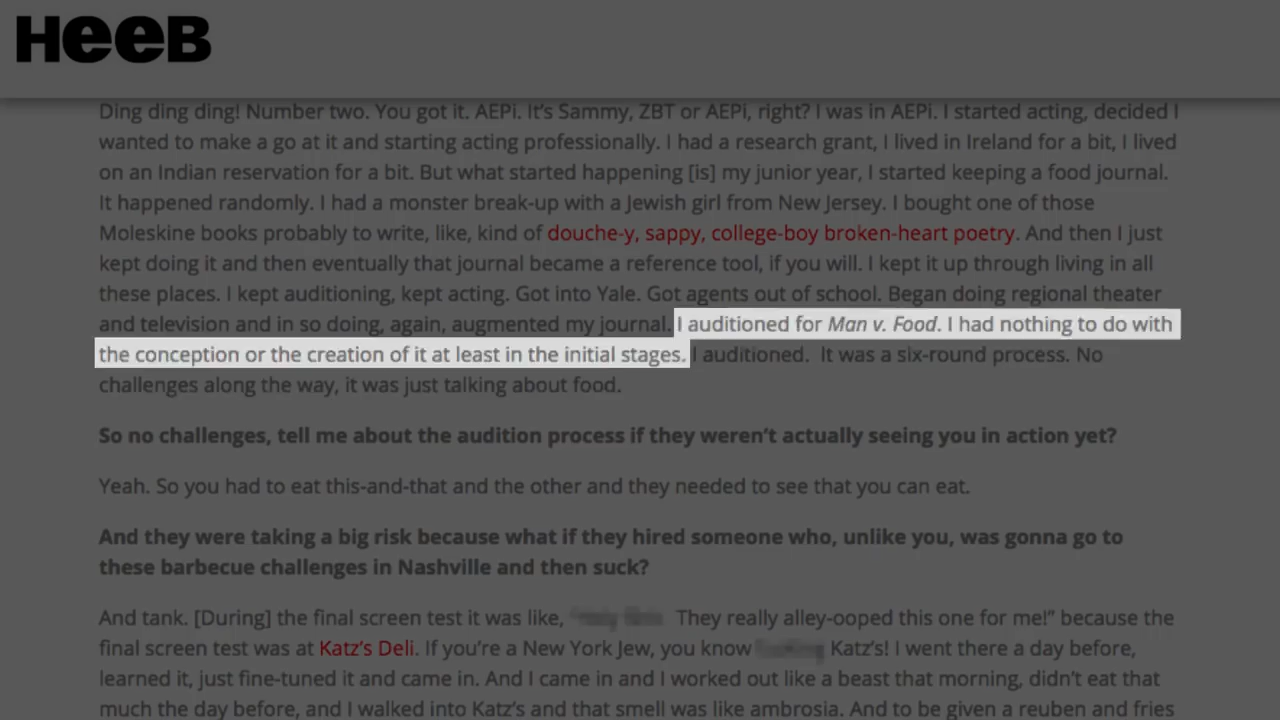 HEEB
Ding ding ding! Number two. You got it. AEPi. It's Sammy, ZBT or AEPi, right? I was in AEPi. I started acting, decided I
wanted to make a go at it and starting acting professionally. I had a research grant, I lived in Ireland for a bit, I lived
on an Indian reservation for a bit. But what started happening [is] my junior year, I started keeping a food journal.
It happened randomly. I had a monster break-up with a Jewish girl from New Jersey. I bought one of those
Moleskine books probably to write, like, kind of douche-y, sappy, college-boy broken-heart poetry. And then I just
kept doing it and then eventually that journal became a reference tool, if you will. I kept it up through living in all
these places. I kept auditioning, kept acting. Got into Yale. Got agents out of school. Began doing regional theater
and television and in so doing, again, augmented my journal. I auditioned for Man v. Food. I had nothing to do with
the conception or the creation of it at least in the initial stages. I auditioned. It was a six-round process. No
challenges along the way, it was just talking about food.
So no challenges, tell me about the audition process if they weren't actually seeing you in action yet?
Yeah. So you had to eat this-and-that and the other and they needed to see that you can eat.
And they were taking a big risk because what if they hired someone who, unlike you, was gonna go to
these barbecue challenges in Nashville and then suck?
And tank. [During] the final screen test it was like, They really alley-ooped this one for me!" because the
final screen test was at Katz's Deli. If you're a New York Jew, you know Katz's! I went there a day before,
learned it, just fine-tuned it and came in. And I came in and I worked out like a beast that morning, didn't eat that
much the day before, and I walked into Katz's and that smell was like ambrosia. And to be given a reuben and fries